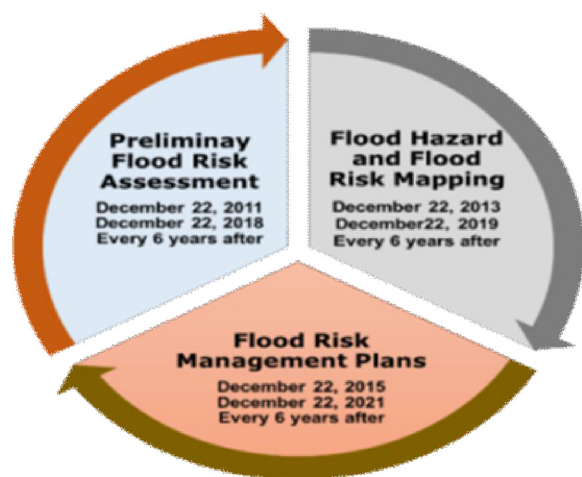 Preliminay
Flood Risk
Assessment
December 22, 2011
December 22, 2018
Every 6 years after
Flood Hazard
and Flood
Risk Mapping
December 22, 2013
December22, 2019
Every 6 years after
Flood Risk
Management Plans
December 22, 2015
December 22, 2021
Every 6 years after